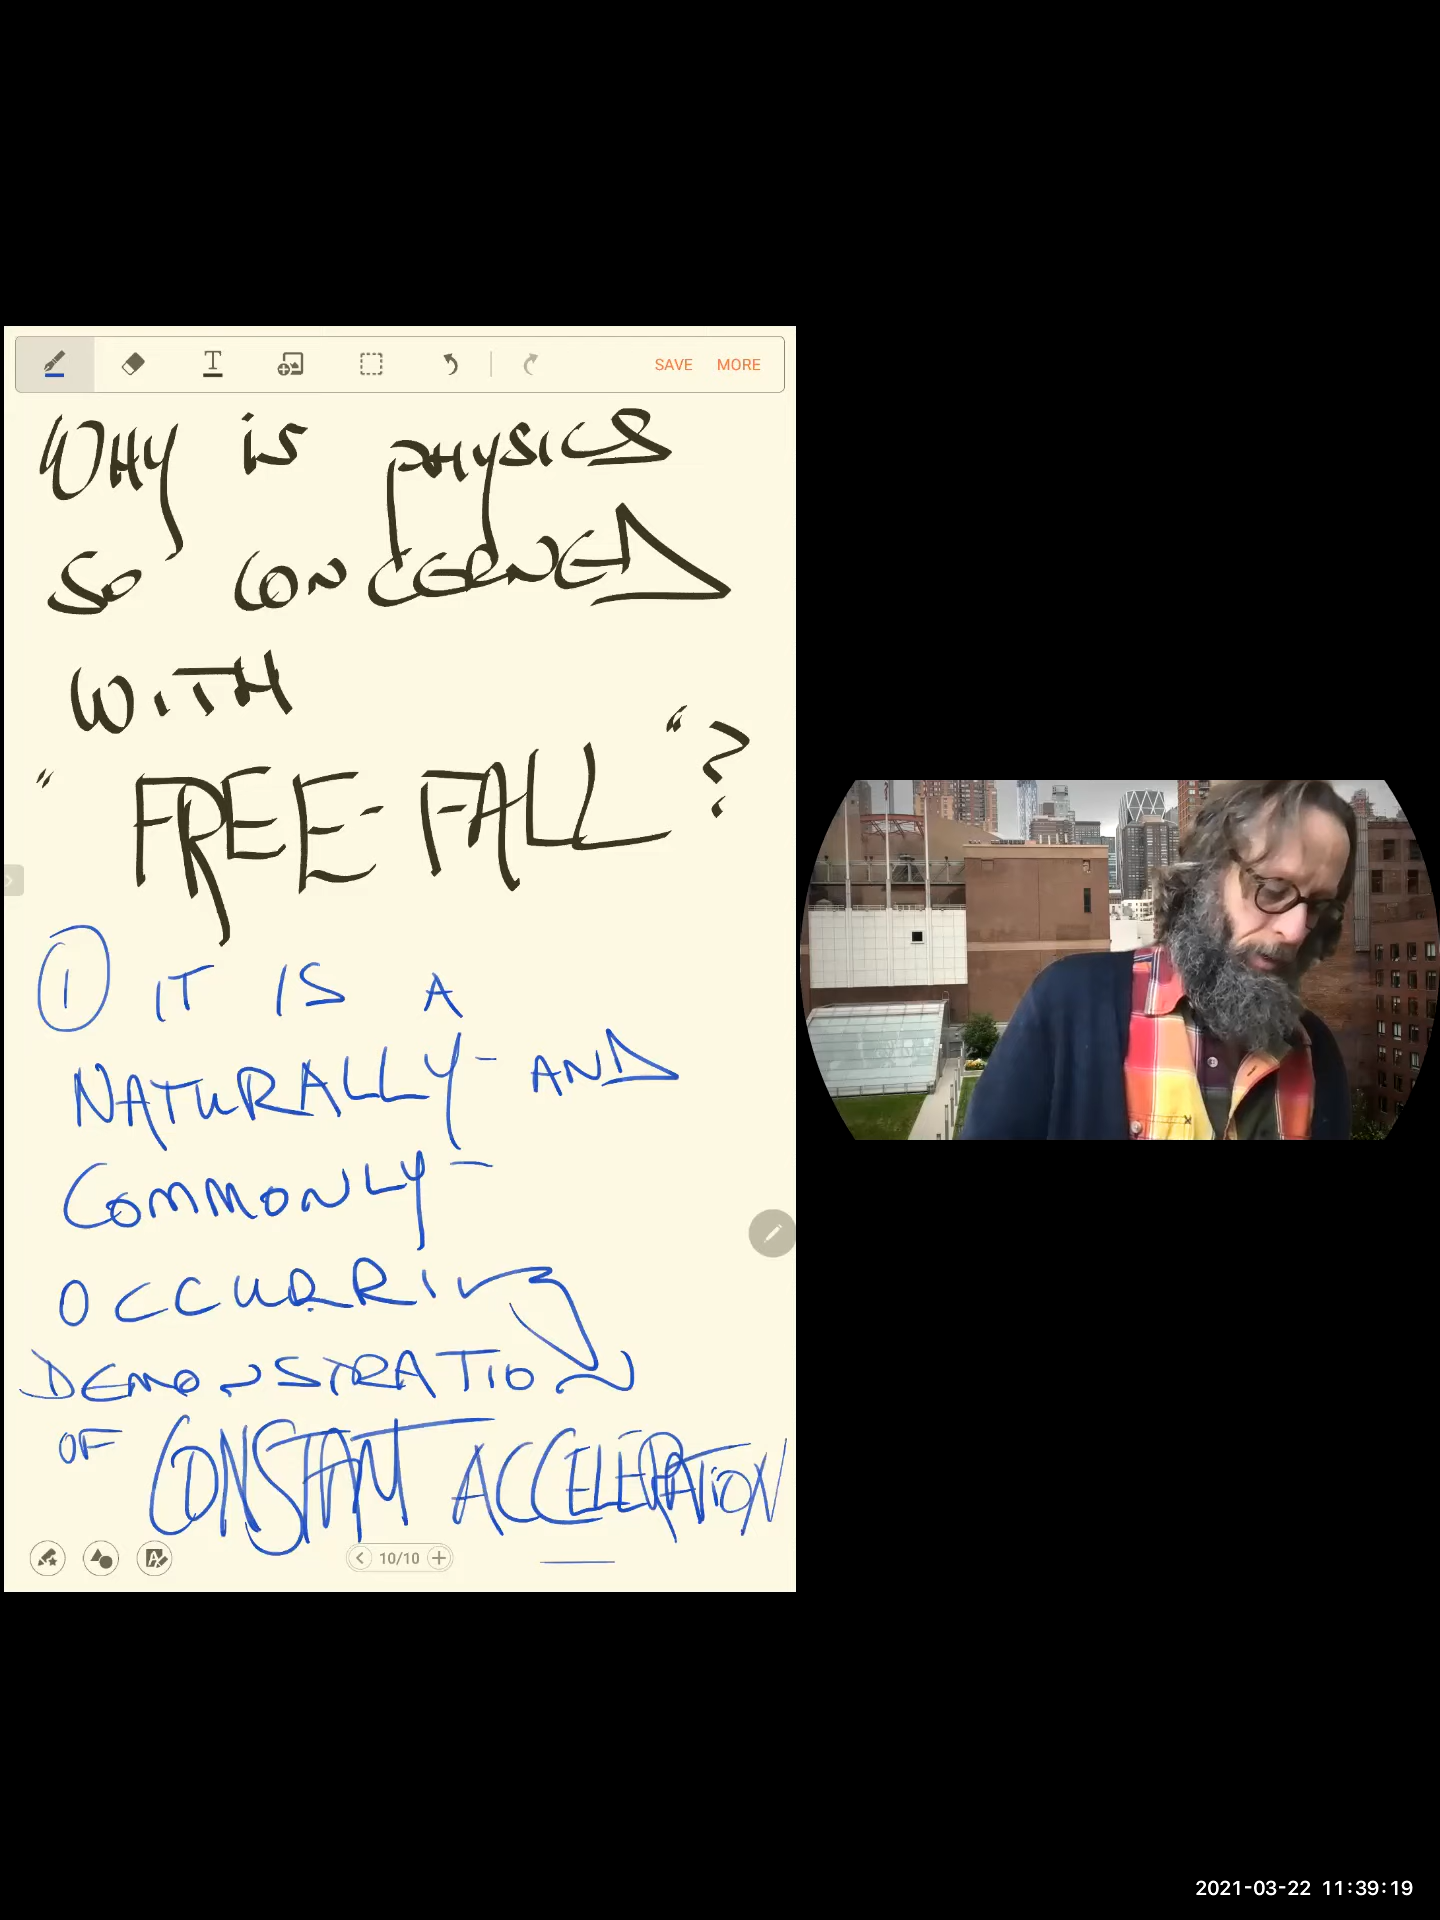 SAVE MORE
WHY IS PHYSICS
SO CONCERNED
WITH
"FREE-FALL"?
① IT IS A
NATURALLY- AND
COMMONLY-
OCCURRING
DEMONSTRATION
OF CONSTANT ACCELERATION
10/10
2021-03-22 11:39:19